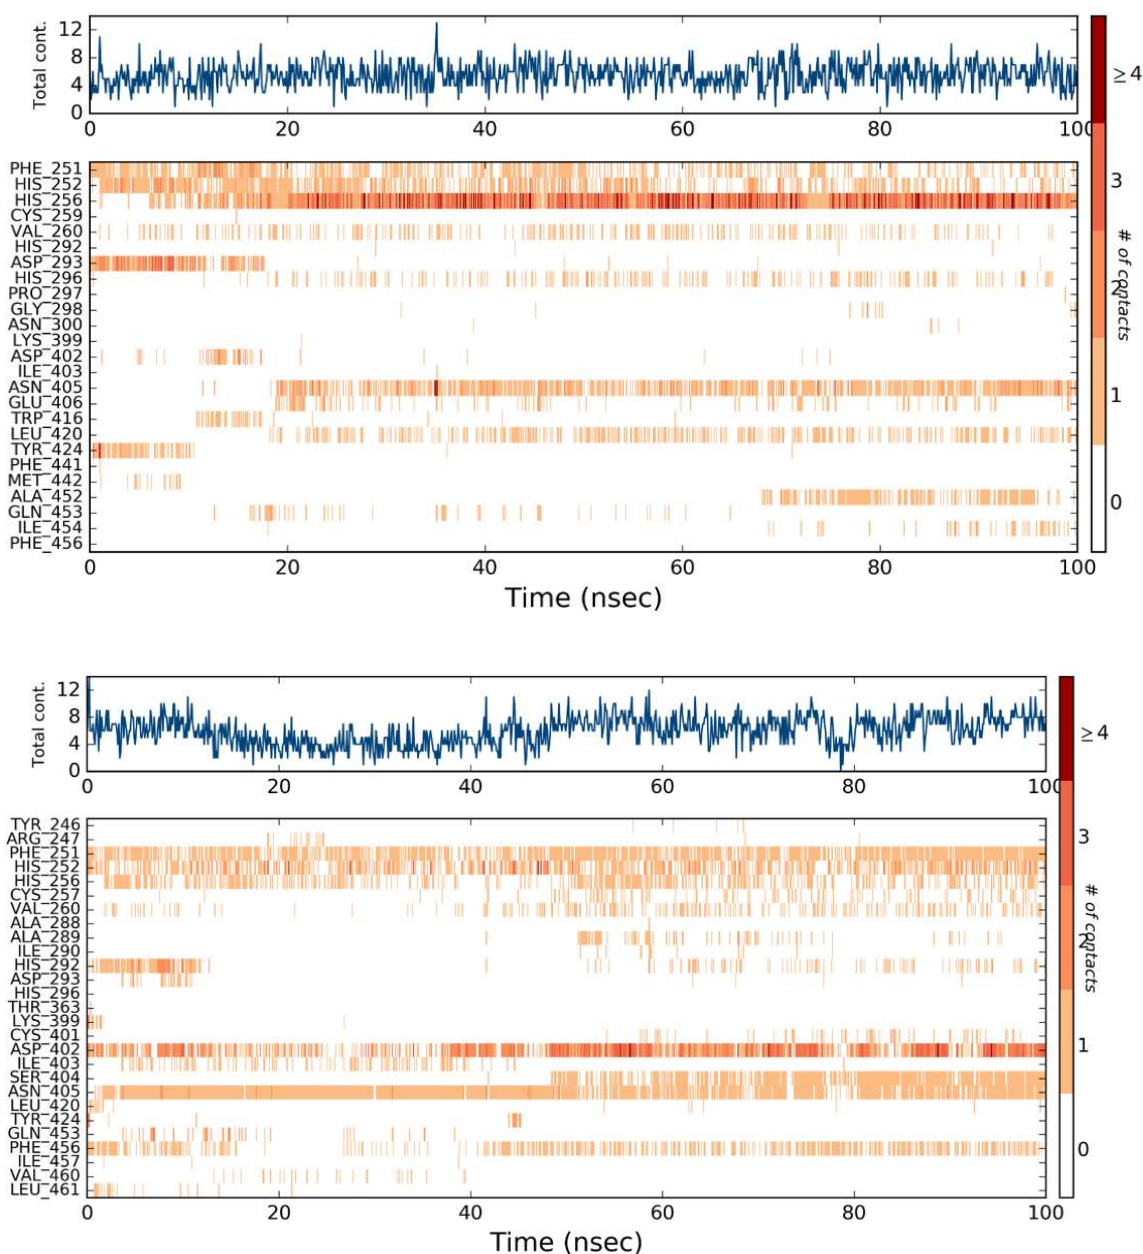 Total cont.
12
8
4
0
0 20 40 60 80 100
PHE_251
HIS_252
HIS_256
CYS_259
VAL_260
HIS_292
ASP_293
HIS_296
PRO_297
GLY_298
ASN_300
LYS_399
ASP_402
ILE_403
ASN_405
GLU_406
TRP_416
LEU_420
TYR_424
PHE_441
MET_442
ALA_452
GLN_453
ILE_454
PHE_456
0 20 40 60 80 100
Time (nsec)
≥4
3
2
1
0
# of contacts
Total cont.
12
8
4
0
0 20 40 60 80 100
TYR_246
ARG_247
PHE_251
HIS_252
HIS_256
CYS_257
VAL_260
ALA_288
ALA_289
ILE_290
HIS_292
ASP_293
HIS_296
THR_363
LYS_399
CYS_401
ASP_402
ILE_403
SER_404
ASN_405
LEU_420
TYR_424
GLN_453
PHE_456
ILE_457
VAL_460
LEU_461
0 20 40 60 80 100
Time (nsec)
≥4
3
2
1
0
# of contacts